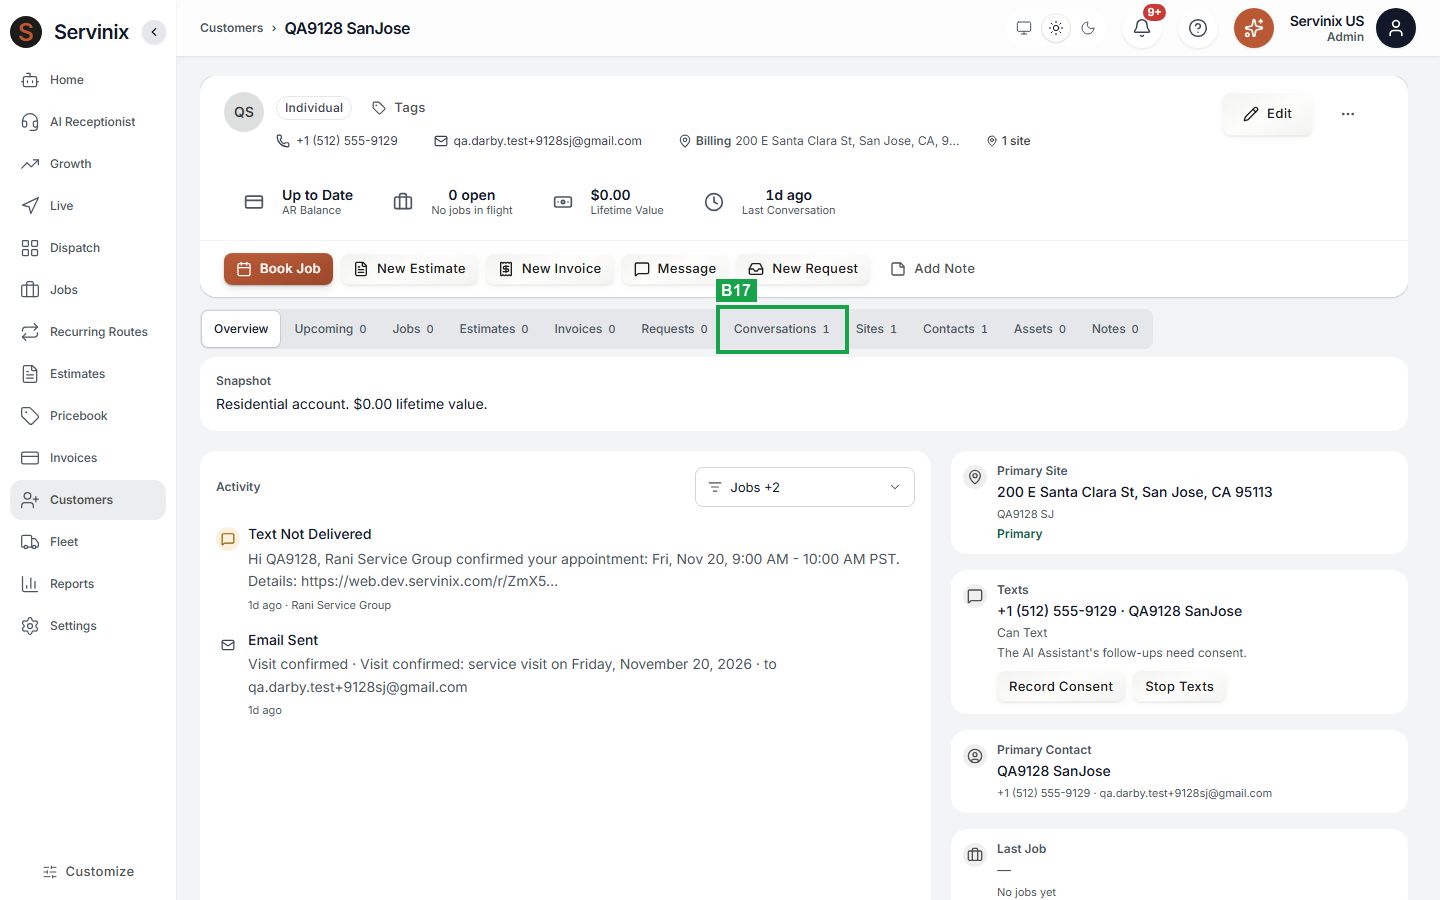 S Servinix
Customers › QA9128 SanJose
9+
Servinix US
Admin
Home
AI Receptionist
Growth
Live
Dispatch
Jobs
Recurring Routes
Estimates
Pricebook
Invoices
Customers
Fleet
Reports
Settings
Customize
QS
Individual
Tags
Edit
+1 (512) 555-9129
qa.darby.test+9128sj@gmail.com
Billing 200 E Santa Clara St, San Jose, CA, 9...
1 site
Up to Date
AR Balance
0 open
No jobs in flight
$0.00
Lifetime Value
1d ago
Last Conversation
Book Job
New Estimate
New Invoice
Message
New Request
Add Note
B17
Overview
Upcoming 0
Jobs 0
Estimates 0
Invoices 0
Requests 0
Conversations 1
Sites 1
Contacts 1
Assets 0
Notes 0
Snapshot
Residential account. $0.00 lifetime value.
Activity
Jobs +2
Text Not Delivered
Hi QA9128, Rani Service Group confirmed your appointment: Fri, Nov 20, 9:00 AM - 10:00 AM PST.
Details: https://web.dev.servinix.com/r/ZmX5...
1d ago · Rani Service Group
Email Sent
Visit confirmed · Visit confirmed: service visit on Friday, November 20, 2026 · to
qa.darby.test+9128sj@gmail.com
1d ago
Primary Site
200 E Santa Clara St, San Jose, CA 95113
QA9128 SJ
Primary
Texts
+1 (512) 555-9129 · QA9128 SanJose
Can Text
The AI Assistant's follow-ups need consent.
Record Consent
Stop Texts
Primary Contact
QA9128 SanJose
+1 (512) 555-9129 · qa.darby.test+9128sj@gmail.com
Last Job
—
No jobs yet